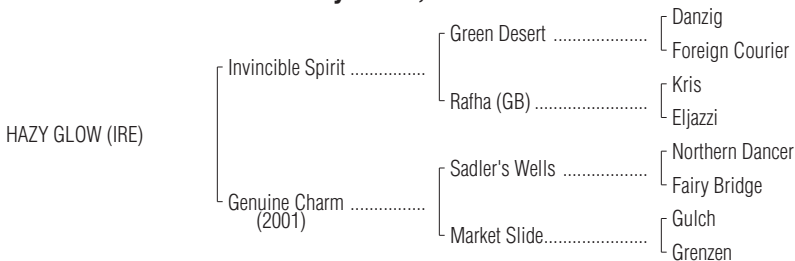 Danzig
Green Desert ..................
Foreign Courier
Invincible Spirit ................
Kris
Rafha (GB) ......................
Eljazzi
HAZY GLOW (IRE)
Northern Dancer
Sadler's Wells ................
Fairy Bridge
Genuine Charm ................
(2001)
Gulch
Market Slide....................
Grenzen